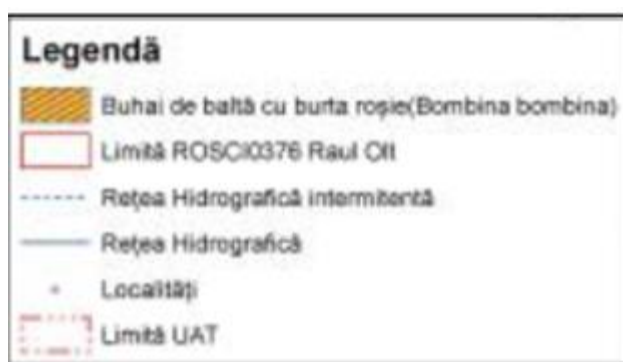 Legendă
Buhai de baltă cu burta roșie(Bombina bombina)
Limită ROSCI0376 Raul Olt
Rețea Hidrografică intermitentă
Rețea Hidrografică
Localități
Limită UAT